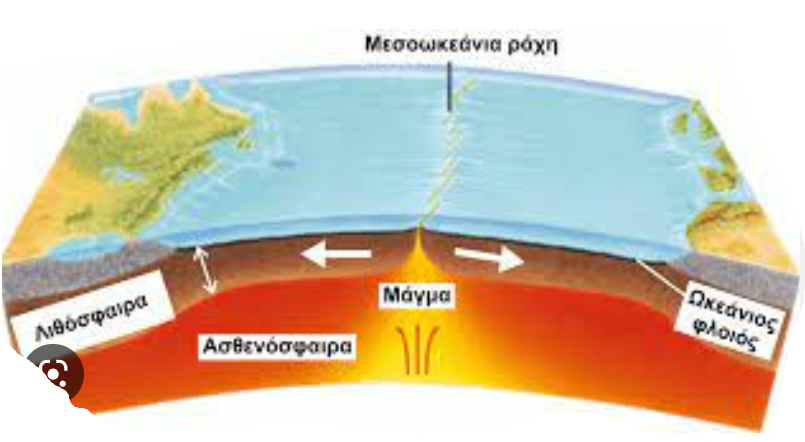 Μεσοωκεάνια ράχη
Μάγμα
Λιθόσφαιρα
Ασθενόσφαιρα
Ωκεάνιος
φλοιός